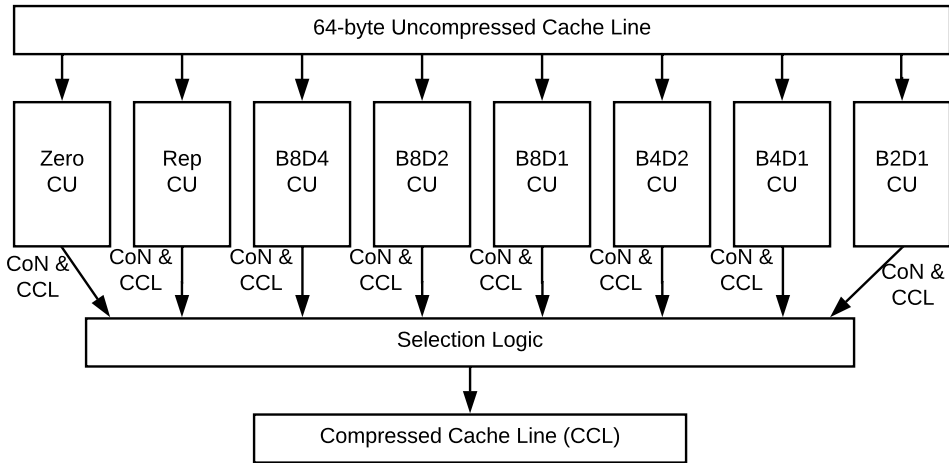 64-byte Uncompressed Cache Line
Zero
CU
Rep
CU
B8D4
CU
B8D2
CU
B8D1
CU
B4D2
CU
B4D1
CU
B2D1
CU
CoN &
CCL
CoN &
CCL
CoN &
CCL
CoN &
CCL
CoN &
CCL
CoN &
CCL
CoN &
CCL
CoN &
CCL
Selection Logic
Compressed Cache Line (CCL)